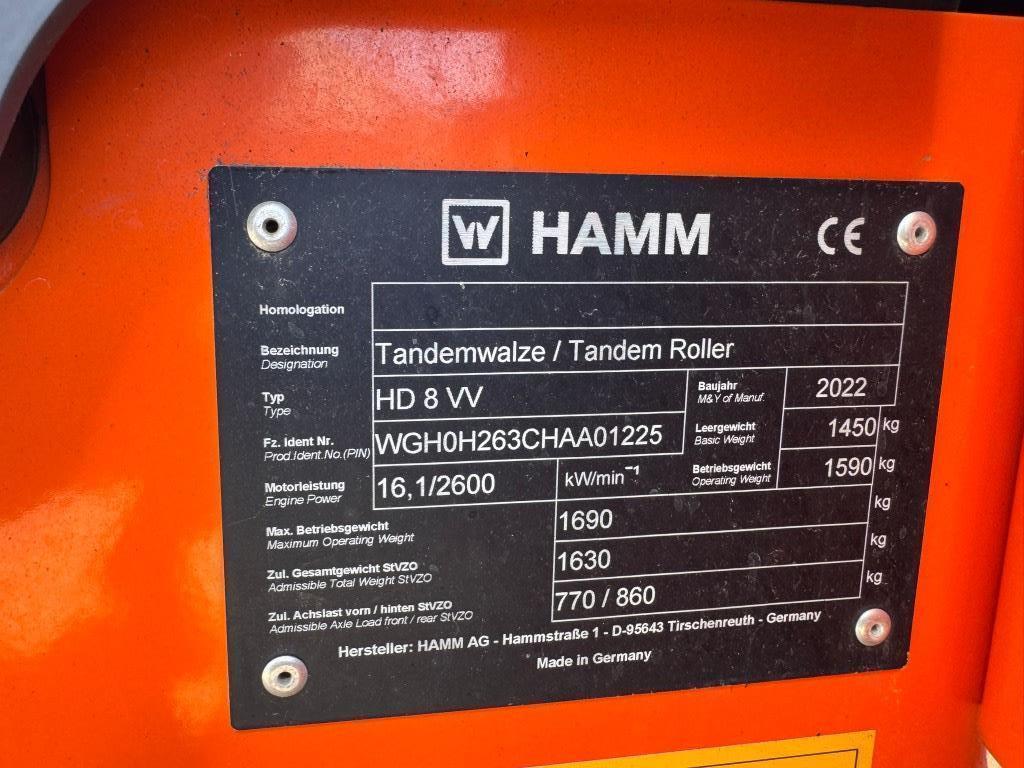 W HAMM CE
Homologation
Bezeichnung Tandemwalze / Tandem Roller
Designation
Typ HD 8 VV Baujahr 2022
Type M&Y of Manuf.
Fz. Ident Nr. WGH0H263CHAA01225 Leergewicht 1450 kg
Prod.Ident.No.(PIN) Basic Weight
Motorleistung 16,1/2600 kW/min⁻¹ Betriebsgewicht 1590 kg
Engine Power Operating Weight
Max. Betriebsgewicht 1690 kg
Maximum Operating Weight
Zul. Gesamtgewicht StVZO 1630 kg
Admissible Total Weight StVZO
Zul. Achslast vorn / hinten StVZO 770 / 860 kg
Admissible Axle Load front / rear StVZO
Hersteller: HAMM AG - Hammstraße 1 - D-95643 Tirschenreuth - Germany
Made in Germany